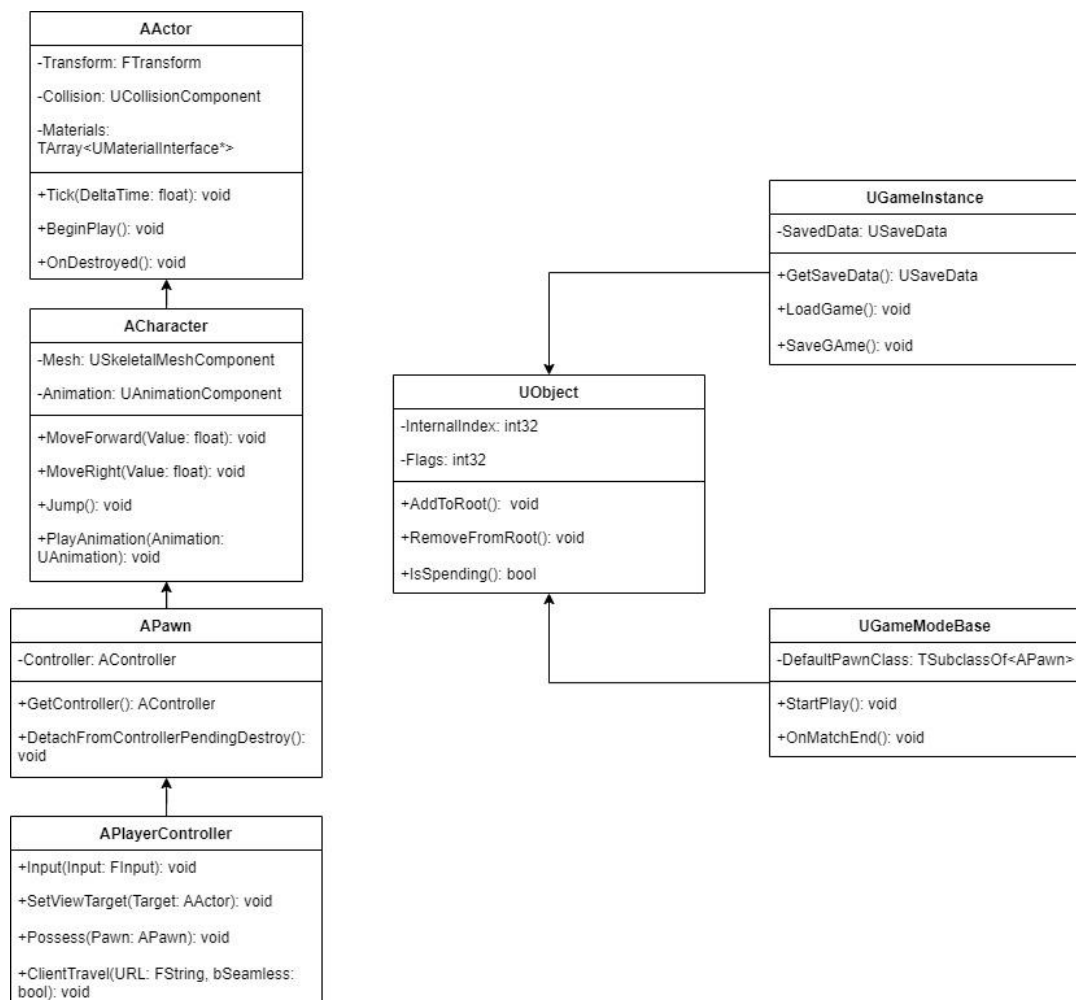 AActor
-Transform: FTransform
-Collision: UCollisionComponent
-Materials:
TArray<UMaterialInterface*>
+Tick(DeltaTime: float): void
+BeginPlay(): void
+OnDestroyed(): void
ACharacter
-Mesh: USkeletalMeshComponent
-Animation: UAnimationComponent
+MoveForward(Value: float): void
+MoveRight(Value: float): void
+Jump(): void
+PlayAnimation(Animation:
UAnimation): void
APawn
-Controller: AController
+GetController(): AController
+DetachFromControllerPendingDestroy():
void
APlayerController
+Input(Input: FInput): void
+SetViewTarget(Target: AActor): void
+Possess(Pawn: APawn): void
+ClientTravel(URL: FString, bSeamless:
bool): void
UObject
-InternalIndex: int32
-Flags: int32
+AddToRoot():  void
+RemoveFromRoot(): void
+IsSpending(): bool
UGameInstance
-SavedData: USaveData
+GetSaveData(): USaveData
+LoadGame(): void
+SaveGAme(): void
UGameModeBase
-DefaultPawnClass: TSubclassOf<APawn>
+StartPlay(): void
+OnMatchEnd(): void